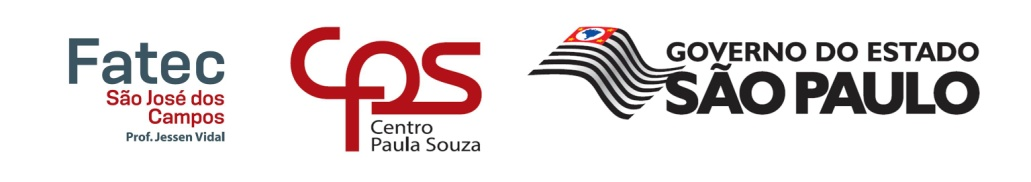 Fatec
São José dos
Campos
Prof. Jessen Vidal
cps
Centro
Paula Souza
GOVERNO DO ESTADO
SÃO PAULO